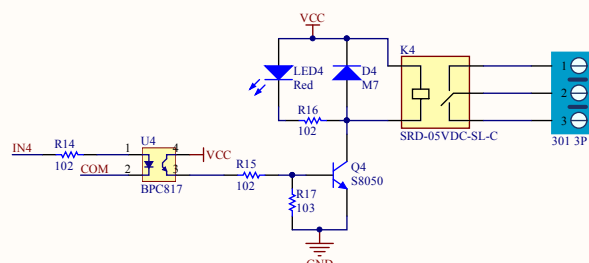 VCC
K4
LED4
Red
D4
M7
1
2
3
R16
102
SRD-05VDC-SL-C
301 3P
U4
R14
IN4
1
4
VCC
102
COM
2
3
BPC817
R15
102
Q4
S8050
R17
103
GND